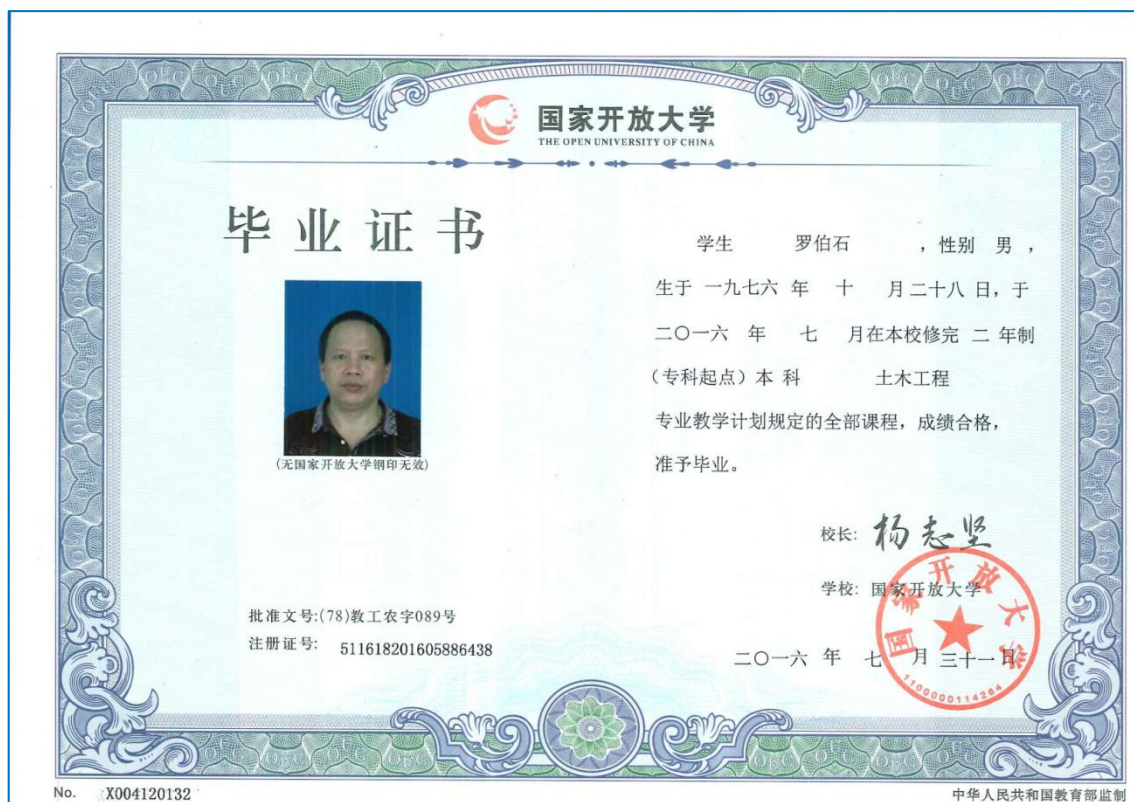 国家开放大学
THE OPEN UNIVERSITY OF CHINA
毕业证书
(无国家开放大学钢印无效)
批准文号:(78)教工农字089号
注册证号: 511618201605886438
学生 罗伯石 ，性别 男 ，
生于 一九七六 年 十 月二十八 日，于
二〇一六 年 七 月在本校修完 二 年制
（专科起点）本 科 土木工程
专业教学计划规定的全部课程，成绩合格，
准予毕业。
校长: 杨志坚
学校: 国家开放大学
二〇一六 年 七 月 三十一 日
国家开放大学
1100000114264
No. X004120132
中华人民共和国教育部监制